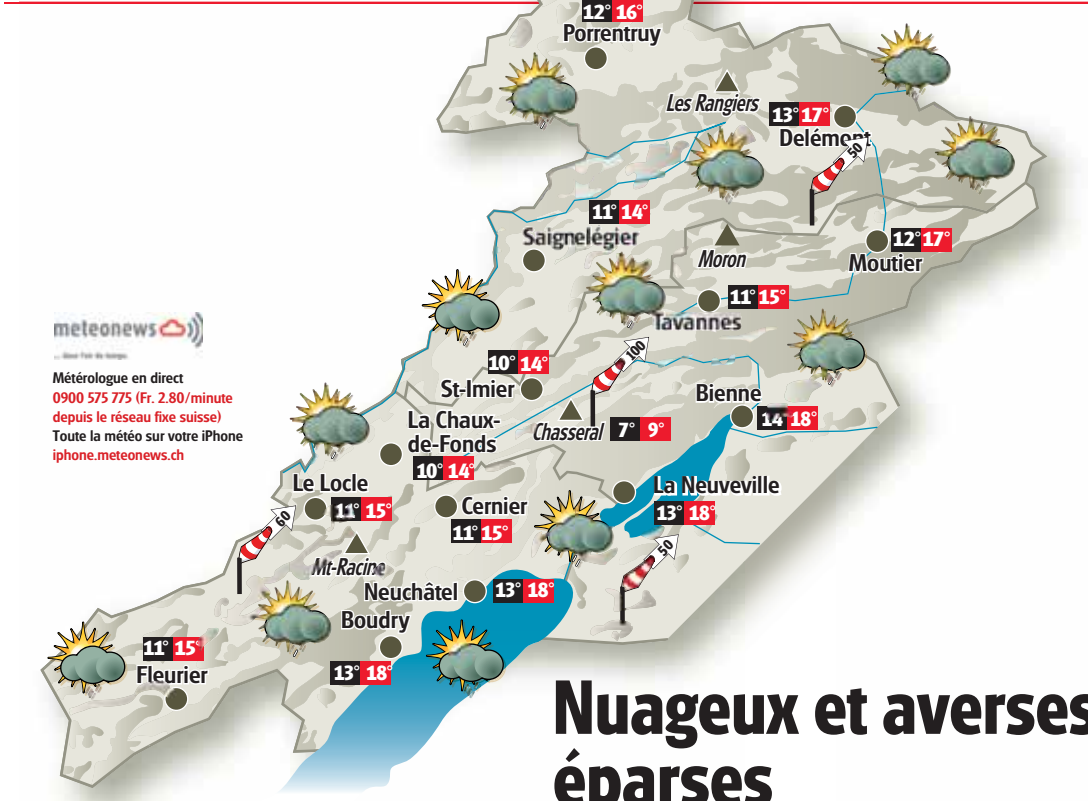 12° 16°
Porrentruy
Les Rangiers
13° 17°
Delémont
50
11° 14°
Saignelégier
Moron
12° 17°
Moutier
11° 15°
Tavannes
meteonews
Météorologue en direct
0900 575 775 (Fr. 2.80/minute
depuis le réseau fixe suisse)
Toute la météo sur votre iPhone
iphone.meteonews.ch
100
10° 14°
St-Imier
Chasseral 7° 9°
Bienne
14° 18°
La Chaux-
de-Fonds
10° 14°
Le Locle
11° 15°
Cernier
11° 15°
La Neuveville
13° 18°
60
Mt-Racine
50
Neuchâtel 13° 18°
Boudry
13° 18°
11° 15°
Fleurier
Nuageux et averses
éparses